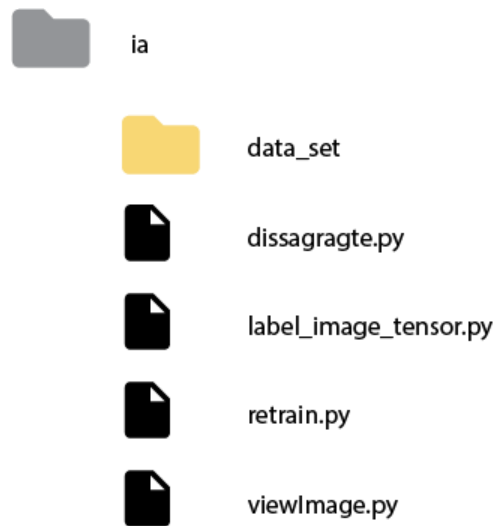 ia
data_set
dissagragte.py
label_image_tensor.py
retrain.py
viewImage.py